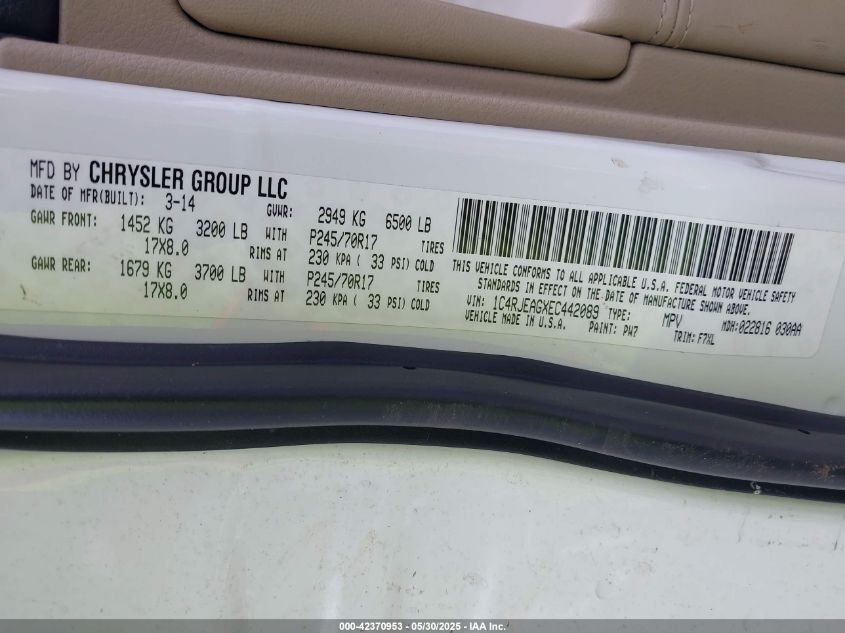 MFD BY CHRYSLER GROUP LLC
DATE OF MFR(BUILT): 3-14 GVWR: 2949 KG 6500 LB
GAWR FRONT: 1452 KG 3200 LB WITH P245/70R17 TIRES
17X8.0 RIMS AT 230 KPA ( 33 PSI) COLD
GAWR REAR: 1679 KG 3700 LB WITH P245/70R17 TIRES
17X8.0 RIMS AT 230 KPA ( 33 PSI) COLD
THIS VEHICLE CONFORMS TO ALL APPLICABLE U.S.A. FEDERAL MOTOR VEHICLE SAFETY
STANDARDS IN EFFECT ON THE DATE OF MANUFACTURE SHOWN ABOVE.
VIN: 1C4RJEAGXEC442089 TYPE: MPV MDH:022816 030AA
VEHICLE MADE IN U.S.A. PAINT: PW7 TRIM: F7XL
000-42370953 - 05/30/2025 - IAA Inc.